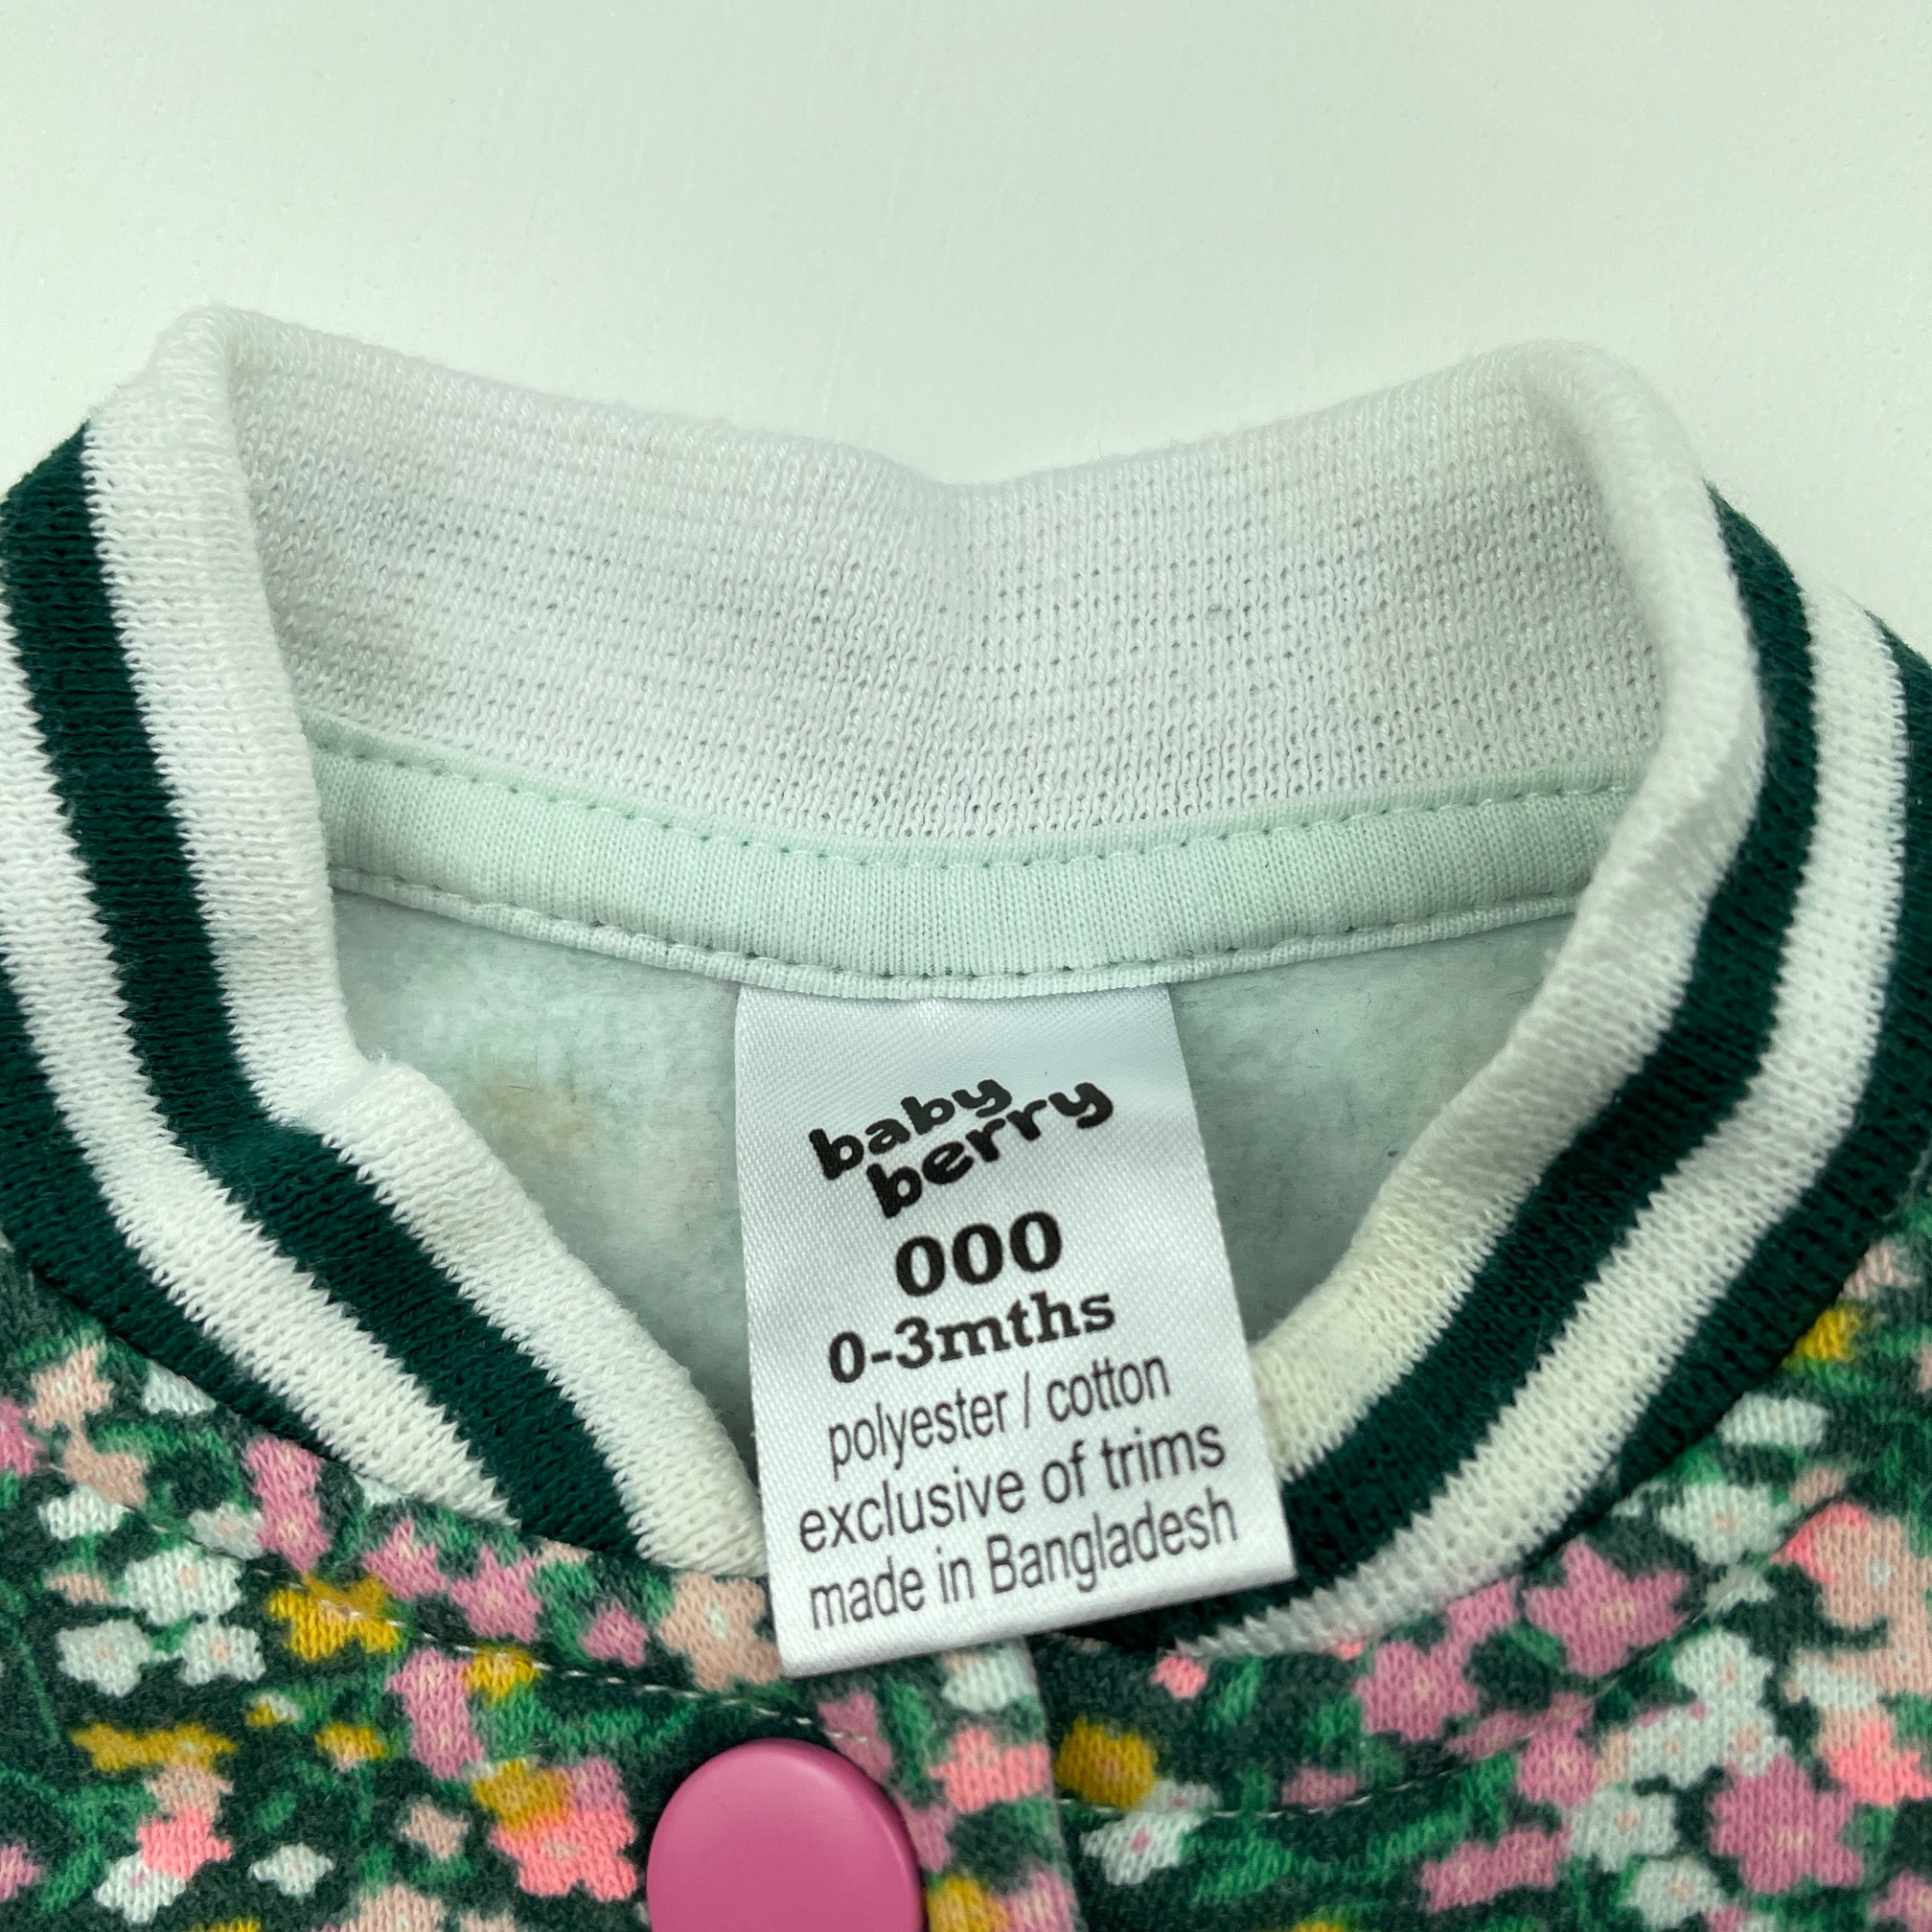 baby
berry
000
0-3mths
polyester / cotton
exclusive of trims
made in Bangladesh